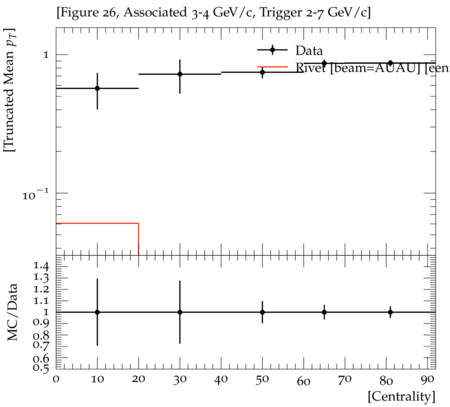 [Figure 26, Associated 3-4 GeV/c, Trigger 2-7 GeV/c]
[Truncated Mean p_T]
1
10^−1
Data
Rivet [beam=AUAU] [cen
MC/Data
1.4
1.3
1.2
1.1
1
0.9
0.8
0.7
0.6
0.5
0 10 20 30 40 50 60 70 80 90
[Centrality]